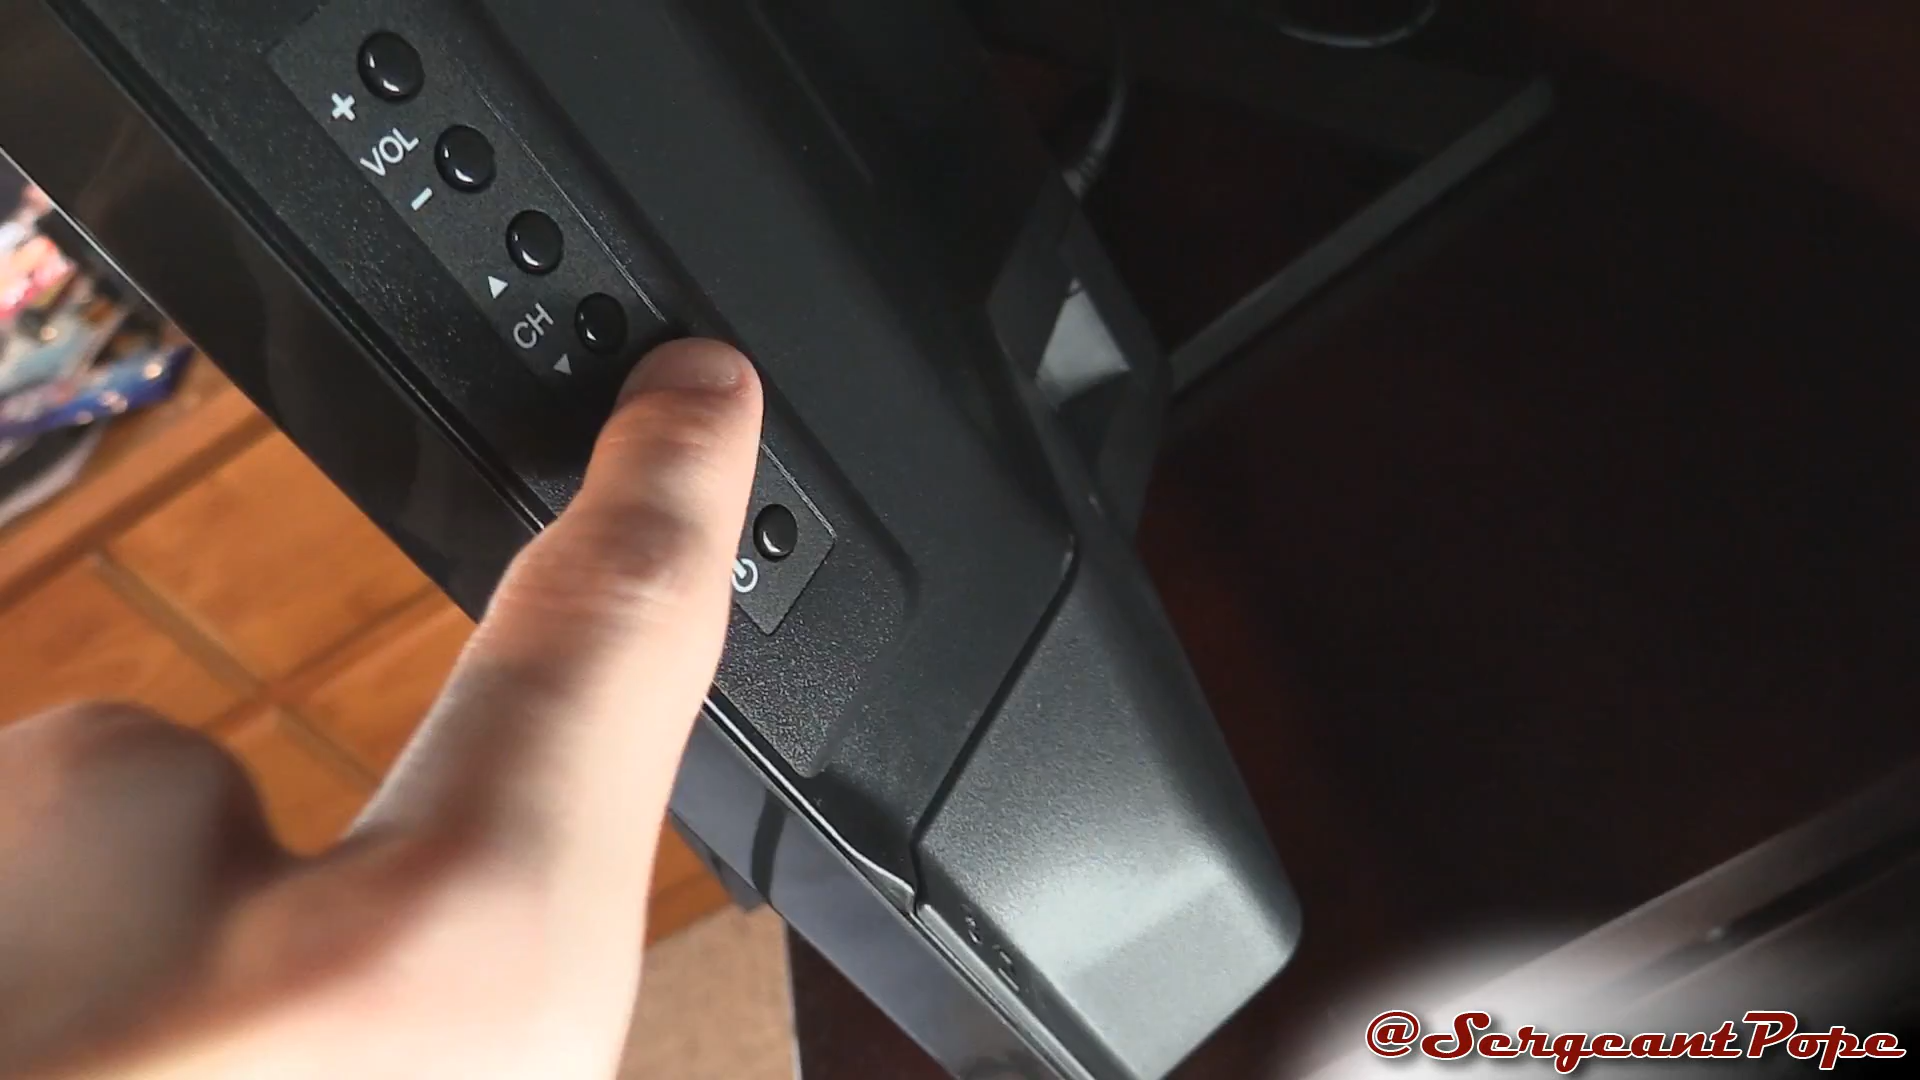 +
VOL
-
▲
CH
▼
@SergeantPope